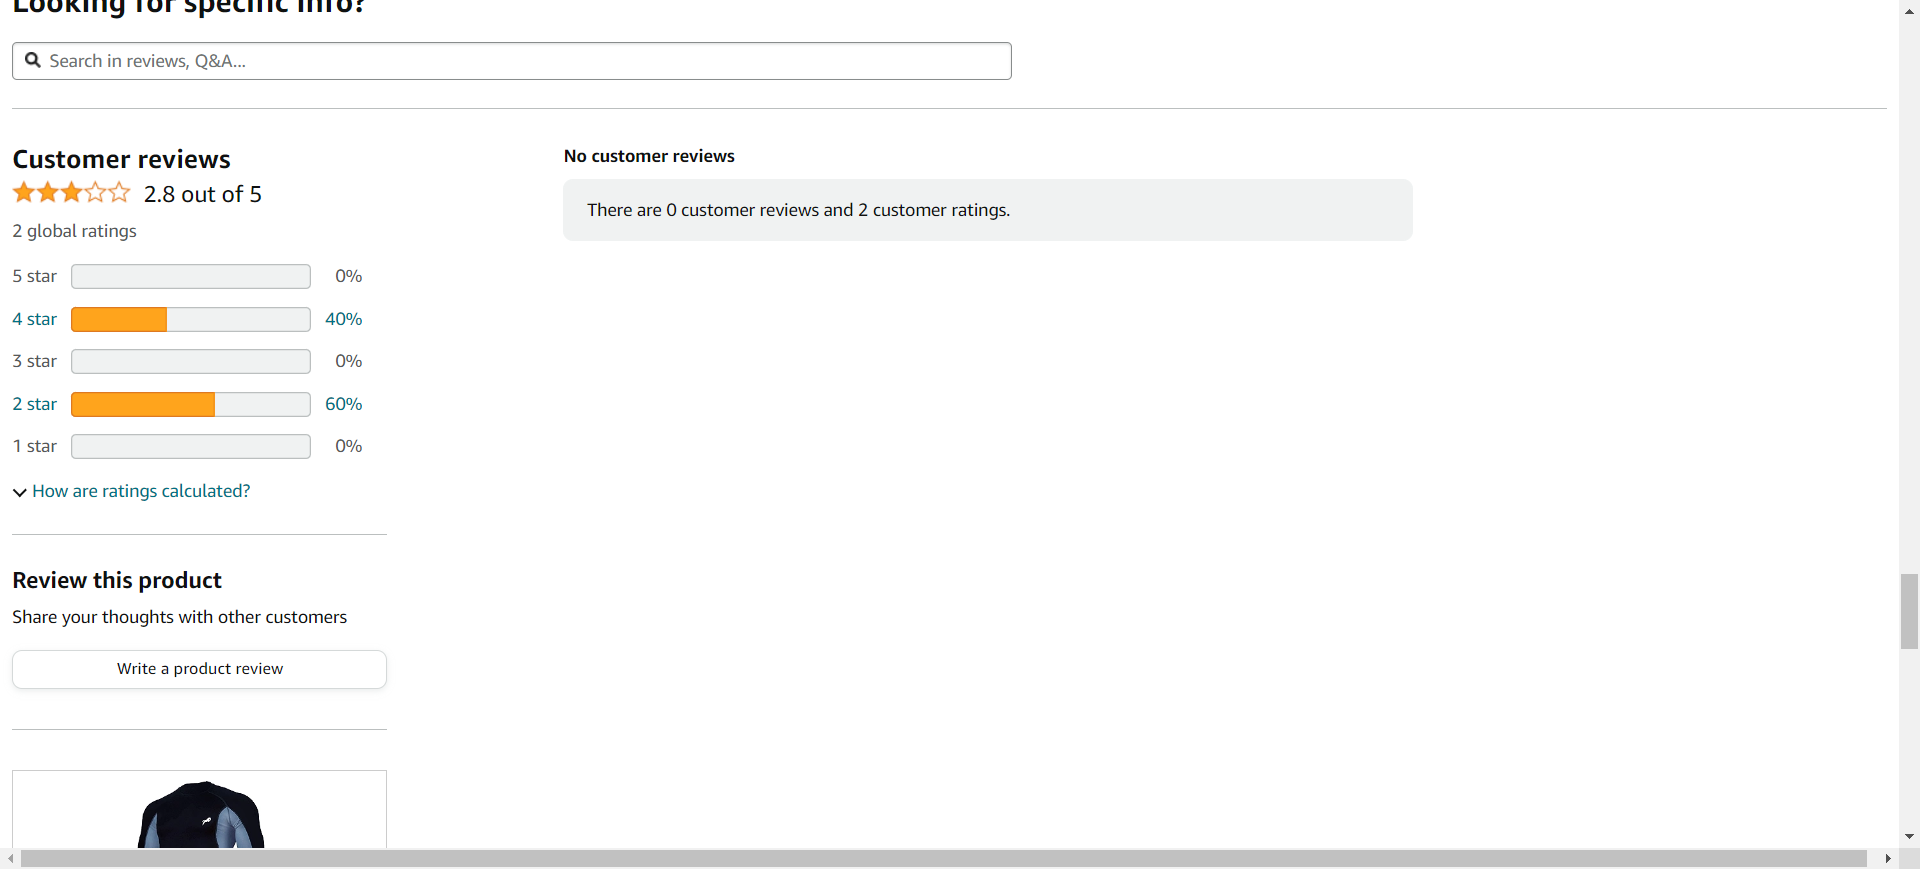 Looking for specific info?
Search in reviews, Q&A...
Customer reviews
2.8 out of 5
2 global ratings
5 star 0%
4 star 40%
3 star 0%
2 star 60%
1 star 0%
How are ratings calculated?
Review this product
Share your thoughts with other customers
Write a product review
No customer reviews
There are 0 customer reviews and 2 customer ratings.